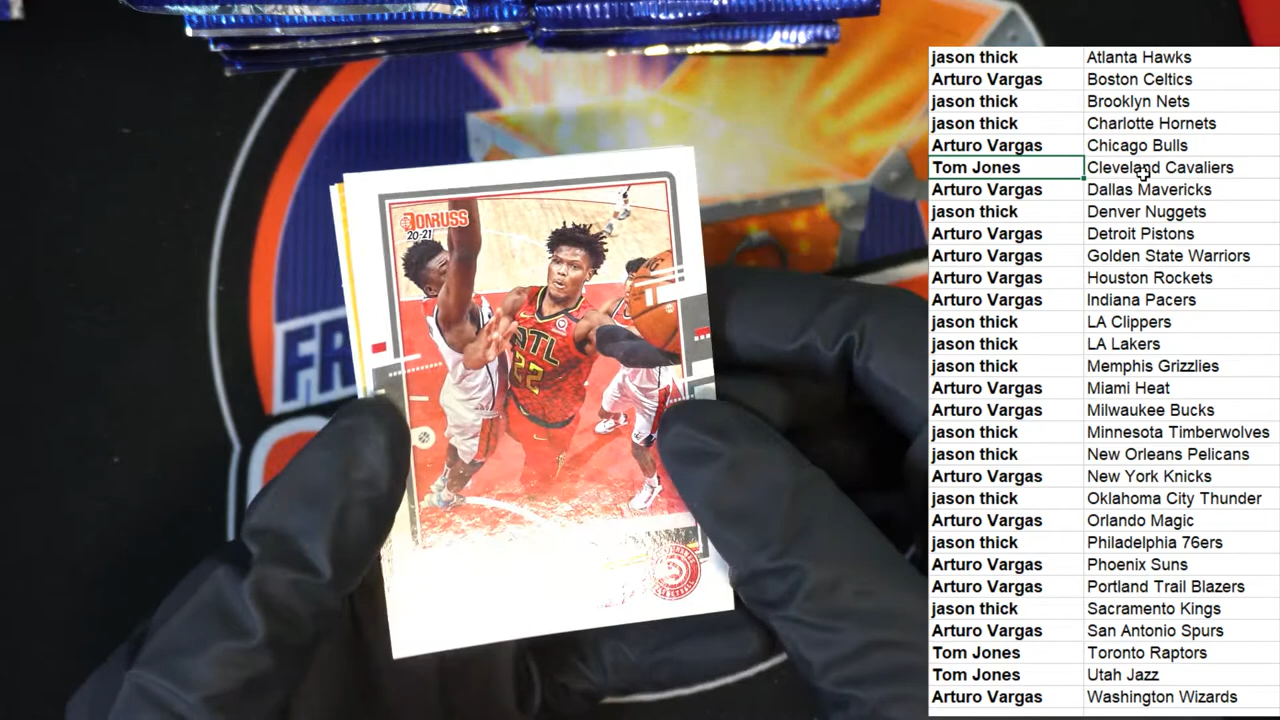 DONRUSS
20-21
ATL
22
FA
jason thick Atlanta Hawks
Arturo Vargas Boston Celtics
jason thick Brooklyn Nets
jason thick Charlotte Hornets
Arturo Vargas Chicago Bulls
Tom Jones Cleveland Cavaliers
Arturo Vargas Dallas Mavericks
jason thick Denver Nuggets
Arturo Vargas Detroit Pistons
Arturo Vargas Golden State Warriors
Arturo Vargas Houston Rockets
Arturo Vargas Indiana Pacers
jason thick LA Clippers
jason thick LA Lakers
jason thick Memphis Grizzlies
Arturo Vargas Miami Heat
Arturo Vargas Milwaukee Bucks
jason thick Minnesota Timberwolves
jason thick New Orleans Pelicans
Arturo Vargas New York Knicks
jason thick Oklahoma City Thunder
Arturo Vargas Orlando Magic
jason thick Philadelphia 76ers
Arturo Vargas Phoenix Suns
Arturo Vargas Portland Trail Blazers
jason thick Sacramento Kings
Arturo Vargas San Antonio Spurs
Tom Jones Toronto Raptors
Tom Jones Utah Jazz
Arturo Vargas Washington Wizards